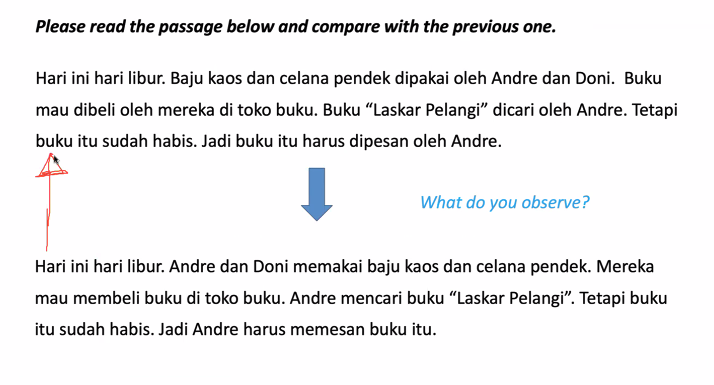 Please read the passage below and compare with the previous one.
Hari ini hari libur. Baju kaos dan celana pendek dipakai oleh Andre dan Doni.  Buku
mau dibeli oleh mereka di toko buku. Buku “Laskar Pelangi” dicari oleh Andre. Tetapi
buku itu sudah habis. Jadi buku itu harus dipesan oleh Andre.
What do you observe?
Hari ini hari libur. Andre dan Doni memakai baju kaos dan celana pendek. Mereka
mau membeli buku di toko buku. Andre mencari buku “Laskar Pelangi”. Tetapi buku
itu sudah habis. Jadi Andre harus memesan buku itu.